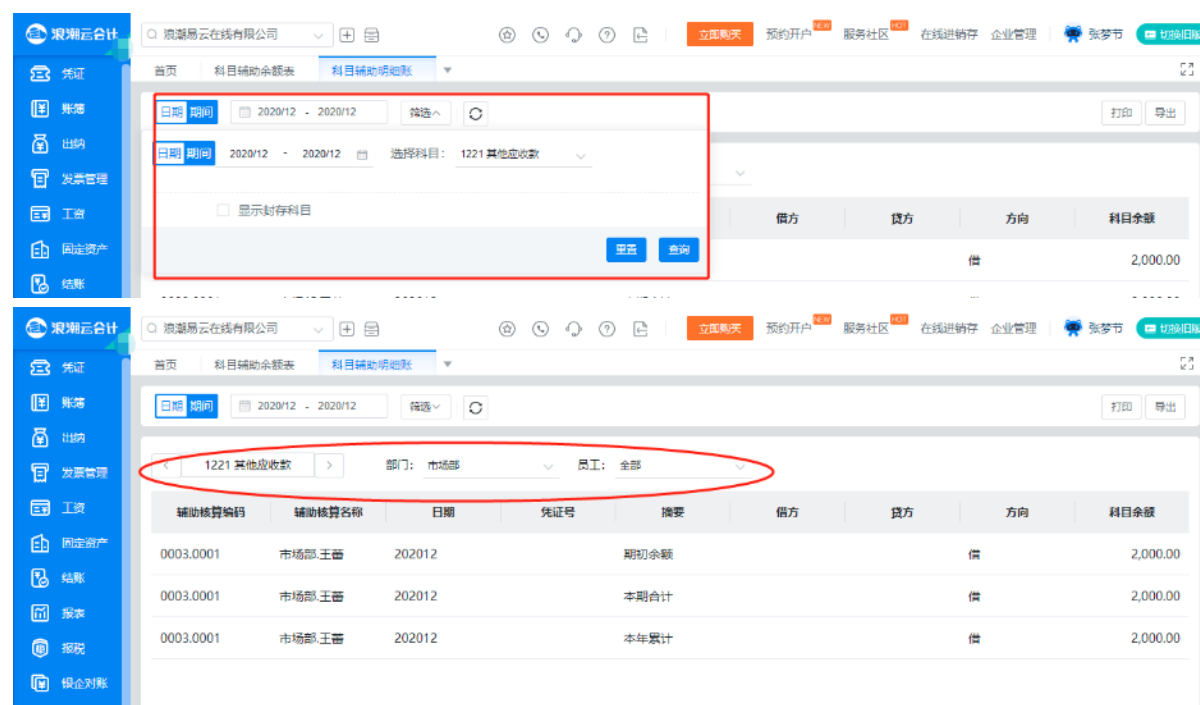 浪潮云会计 浪潮易云在线有限公司 立即购买 预约开户 NEW 服务社区 HOT 在线进销存 企业管理 张梦节 切换旧版
首页 科目辅助余额表 科目辅助明细账
凭证
账簿
出纳
发票管理
工资
固定资产
结账
日期 期间 2020/12 - 2020/12 筛选 打印 导出
日期 期间 2020/12 - 2020/12 选择科目： 1221 其他应收款
显示封存科目
借方 贷方 方向 科目余额
重置 查询
借 2,000.00
浪潮云会计 浪潮易云在线有限公司 立即购买 预约开户 NEW 服务社区 HOT 在线进销存 企业管理 张梦节 切换旧版
首页 科目辅助余额表 科目辅助明细账
凭证
账簿
出纳
发票管理
工资
固定资产
结账
报表
报税
银企对账
日期 期间 2020/12 - 2020/12 筛选 打印 导出
1221 其他应收款 部门： 市场部 员工： 全部
辅助核算编码 辅助核算名称 日期 凭证号 摘要 借方 贷方 方向 科目余额
0003.0001 市场部.王蕾 202012 期初余额 借 2,000.00
0003.0001 市场部.王蕾 202012 本期合计 借 2,000.00
0003.0001 市场部.王蕾 202012 本年累计 借 2,000.00